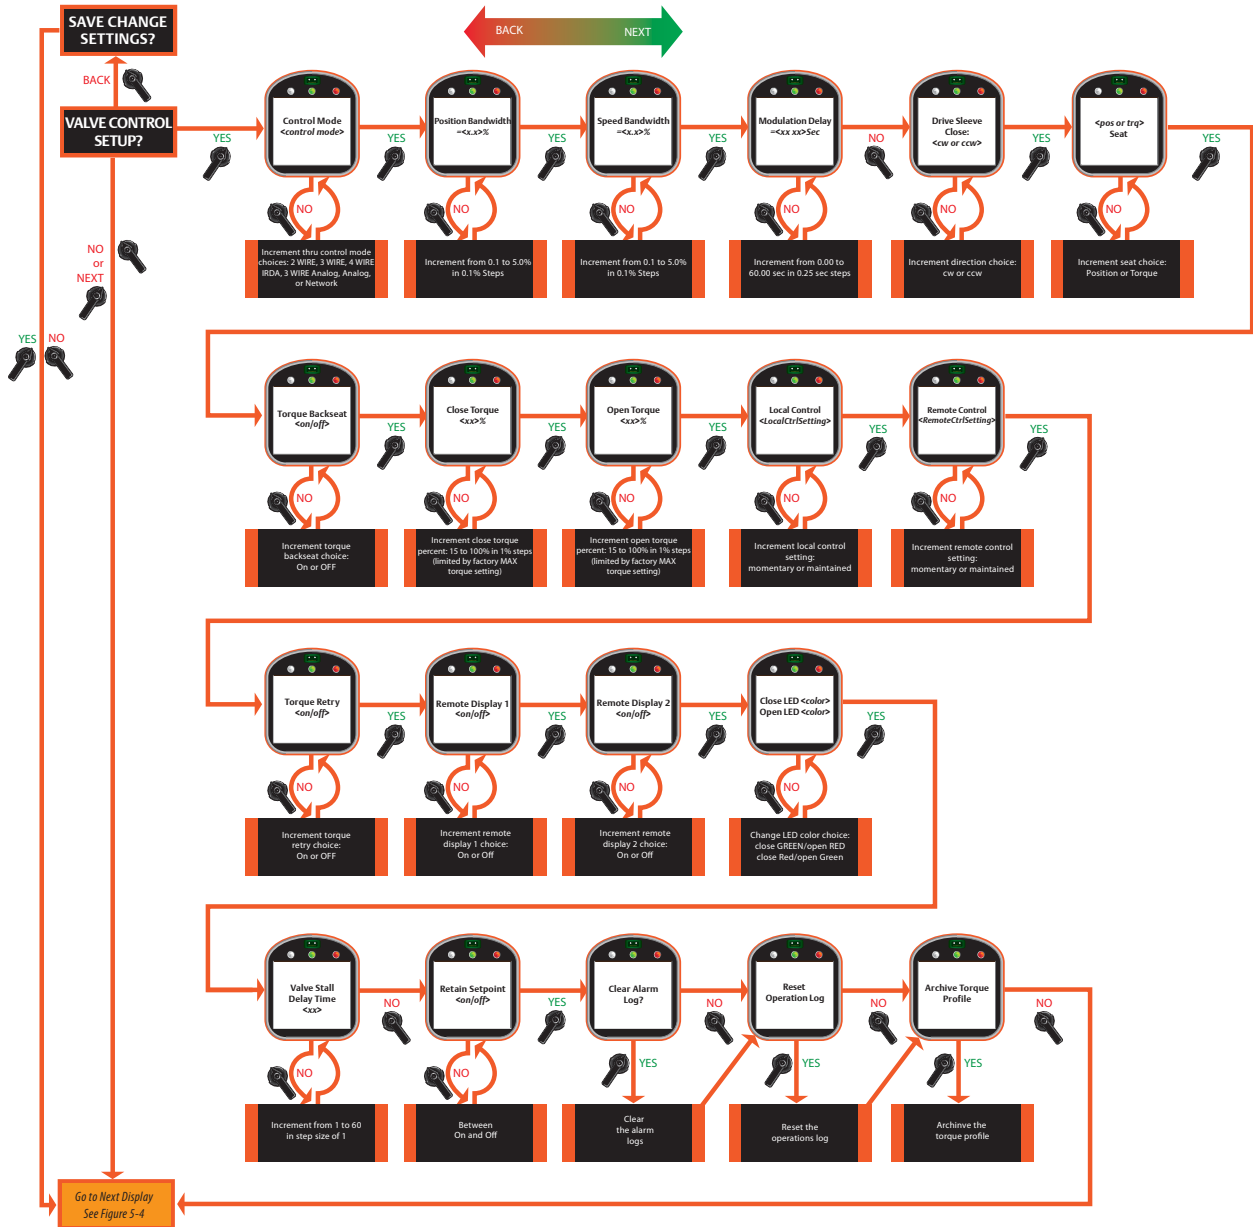 SAVE CHANGE
SETTINGS?
BACK
NEXT
BACK
VALVE CONTROL
SETUP?
YES
Control Mode
<control mode>
YES
Position Bandwidth
=<x.x>%
YES
Speed Bandwidth
=<x.x>%
YES
Modulation Delay
=<xx xx>Sec
NO
Drive Sleeve
Close:
<cw or ccw>
YES
<pos or trq>
Seat
YES
NO
NO
NO
NO
NO
NO
Increment thru control mode
choices: 2 WIRE, 3 WIRE, 4 WIRE
IRDA, 3 WIRE Analog, Analog,
or Network
Increment from 0.1 to 5.0%
in 0.1% Steps
Increment from 0.1 to 5.0%
in 0.1% Steps
Increment from 0.00 to
60.00 sec in 0.25 sec steps
Increment direction choice:
cw or ccw
Increment seat choice:
Position or Torque
NO
or
NEXT
YES
NO
Torque Backseat
<on/off>
YES
Close Torque
<xx>%
YES
Open Torque
<xx>%
YES
Local Control
<LocalCtrlSetting>
YES
Remote Control
<RemoteCtrlSetting>
YES
NO
NO
NO
NO
NO
Increment torque
backseat choice:
On or OFF
Increment close torque
percent: 15 to 100% in 1% steps
(limited by factory MAX
torque setting)
Increment open torque
percent: 15 to 100% in 1% steps
(limited by factory MAX
torque setting)
Increment local control
setting:
momentary or maintained
Increment remote control
setting:
momentary or maintained
Torque Retry
<on/off>
YES
Remote Display 1
<on/off>
YES
Remote Display 2
<on/off>
YES
Close LED <color>
Open LED <color>
YES
NO
NO
NO
NO
Increment torque
retry choice:
On or OFF
Increment remote
display 1 choice:
On or Off
Increment remote
display 2 choice:
On or Off
Change LED color choice:
close GREEN/open RED
close Red/open Green
Valve Stall
Delay Time
<xx>
NO
Retain Setpoint
<on/off>
YES
Clear Alarm
Log?
NO
Reset
Operation Log
NO
Archive Torque
Profile
NO
NO
NO
YES
YES
YES
Increment from 1 to 60
in step size of 1
Between
On and Off
Clear
the alarm
logs
Reset the
operations log
Archinve the
torque profile
Go to Next Display
See Figure 5-4